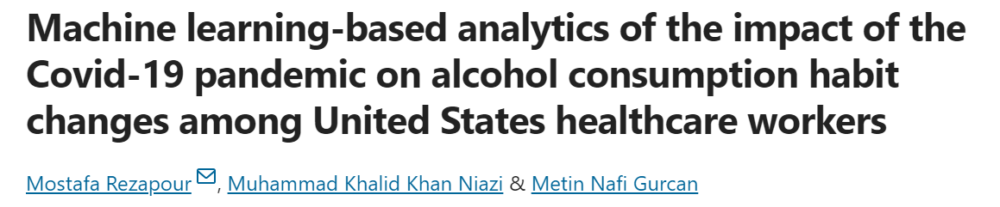 Machine learning-based analytics of the impact of the
Covid-19 pandemic on alcohol consumption habit
changes among United States healthcare workers
Mostafa Rezapour, Muhammad Khalid Khan Niazi & Metin Nafi Gurcan